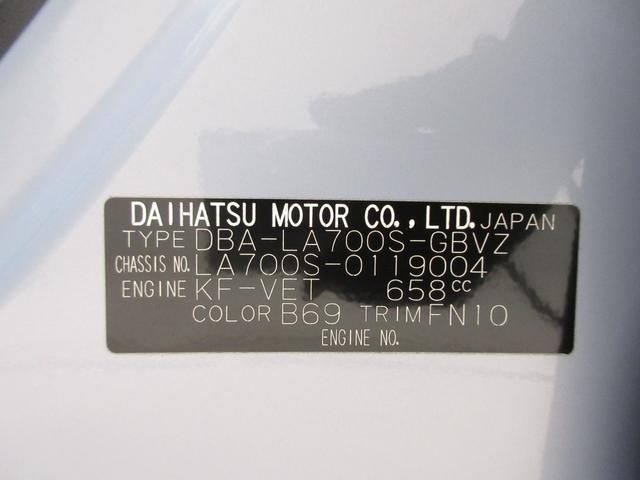 DAIHATSU MOTOR CO., LTD. JAPAN
TYPE DBA-LA700S-GBVZ
CHASSIS NO. LA700S-0119004
ENGINE KF-VET 658cc
COLOR B69 TRIM FN10
ENGINE NO.